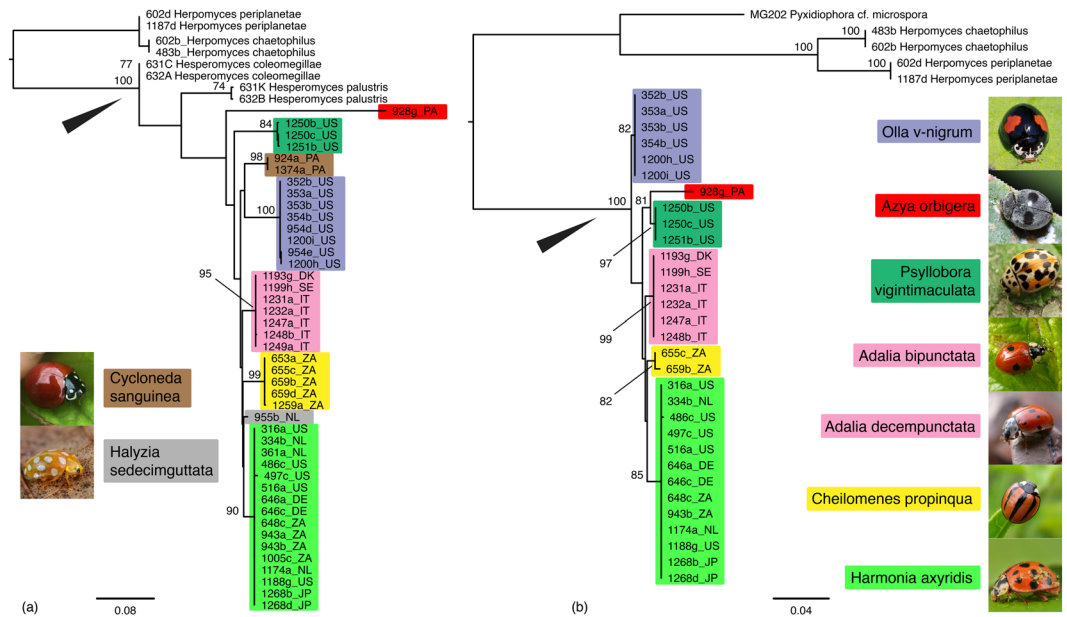 602d Herpomyces periplanetae
1187d Herpomyces periplanetae
602b_Herpomyces chaetophilus
483b_Herpomyces chaetophilus
77
631C Hesperomyces coleomegillae
632A Hesperomyces coleomegillae
100
74
631K Hesperomyces palustris
632B Hesperomyces palustris
928g_PA
84
1250b_US
1250c_US
1251b_US
98
924a_PA
1374a_PA
352b_US
353a_US
353b_US
100
354b_US
954d_US
1200i_US
954e_US
1200h_US
95
1193g_DK
1199h_SE
1231a_IT
1232a_IT
1247a_IT
1248b_IT
1249a_IT
653a_ZA
655c_ZA
99
659b_ZA
659d_ZA
1259a_ZA
955b_NL
316a_US
334b_NL
361a_NL
486c_US
497c_US
516a_US
646a_DE
646c_DE
90
648c_ZA
943a_ZA
943b_ZA
1005c_ZA
1174a_NL
1188g_US
1268b_JP
1268d_JP
Cycloneda
sanguinea
Halyzia
sedecimguttata
(a)
0.08
MG202 Pyxidiophora cf. microspora
100
483b Herpomyces chaetophilus
602b Herpomyces chaetophilus
100
100
602d Herpomyces periplanetae
1187d Herpomyces periplanetae
352b_US
353a_US
82
353b_US
354b_US
1200h_US
1200i_US
928g_PA
100
81
1250b_US
1250c_US
1251b_US
97
1193g_DK
1199h_SE
1231a_IT
1232a_IT
1247a_IT
1248b_IT
99
655c_ZA
659b_ZA
82
316a_US
334b_NL
486c_US
497c_US
516a_US
646a_DE
85
646c_DE
648c_ZA
943b_ZA
1174a_NL
1188g_US
1268b_JP
1268d_JP
(b)
0.04
Olla v-nigrum
Azya orbigera
Psyllobora
vigintimaculata
Adalia bipunctata
Adalia decempunctata
Cheilomenes propinqua
Harmonia axyridis